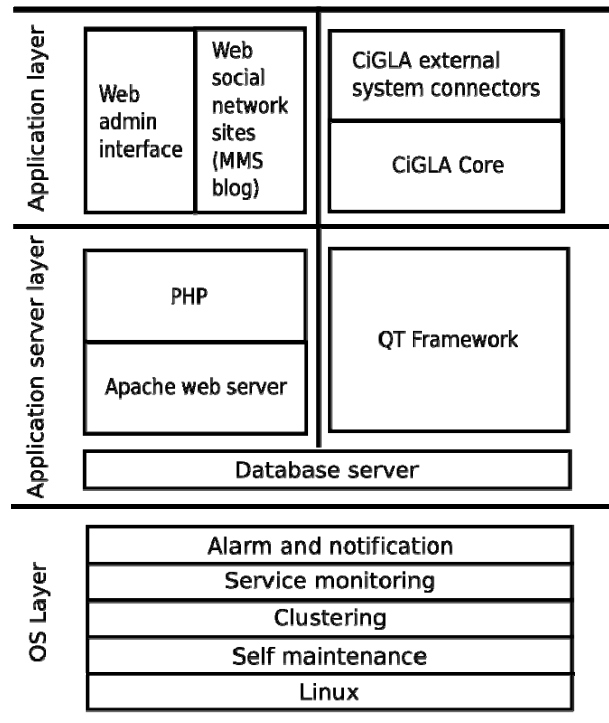 Application layer
Web
admin
interface
Web
social
network
sites
(MMS
blog)
CiGLA external
system connectors
CiGLA Core
Application server layer
PHP
Apache web server
QT Framework
Database server
OS Layer
Alarm and notification
Service monitoring
Clustering
Self maintenance
Linux